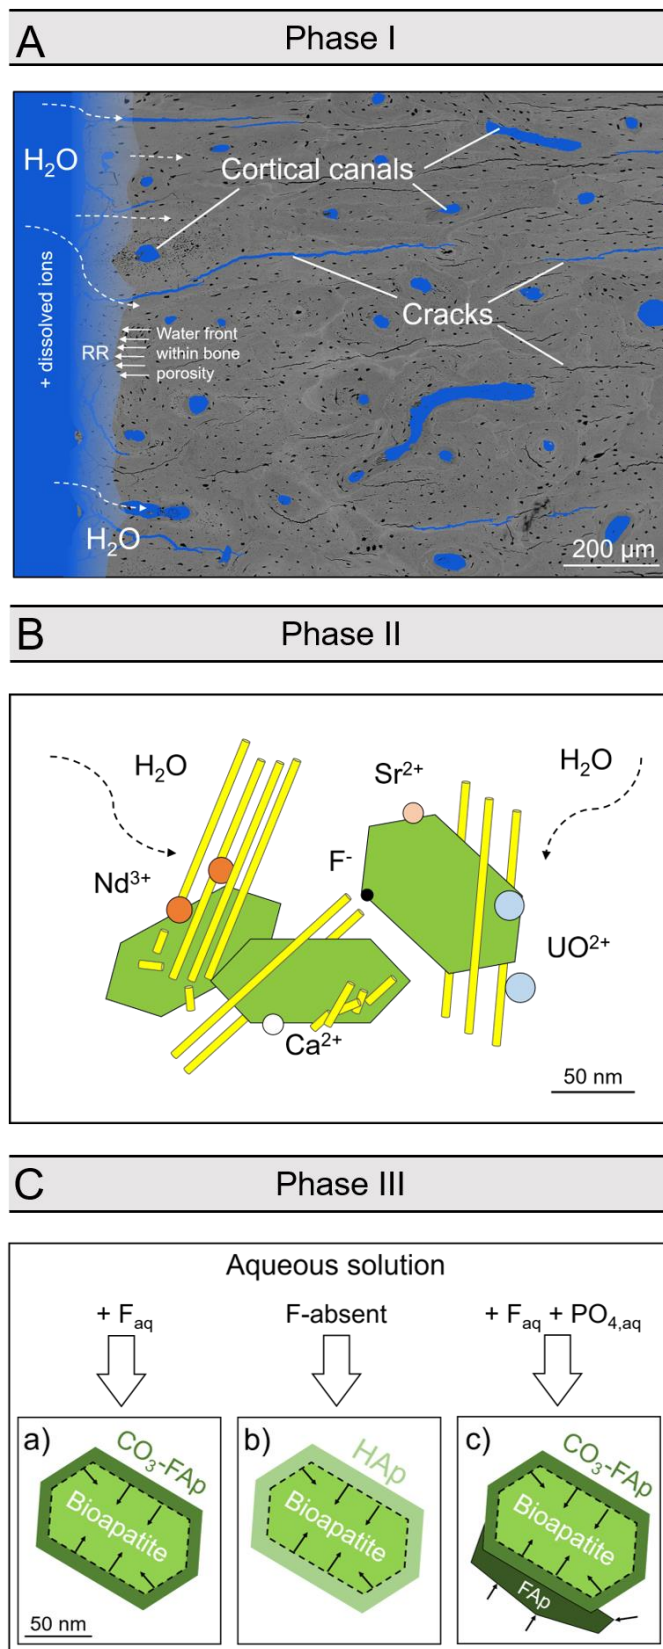 A
Phase I
H₂O
Cortical canals
+ dissolved ions
Cracks
RR
Water front
within bone
porosity
H₂O
200 µm
B
Phase II
H₂O
Sr²⁺
H₂O
F⁻
Nd³⁺
UO²⁺
Ca²⁺
50 nm
C
Phase III
Aqueous solution
+ Fₐq
F-absent
+ Fₐq + PO₄,ₐq
a)
CO₃-FAp
Bioapatite
50 nm
b)
HAp
Bioapatite
c)
CO₃-FAp
Bioapatite
FAp